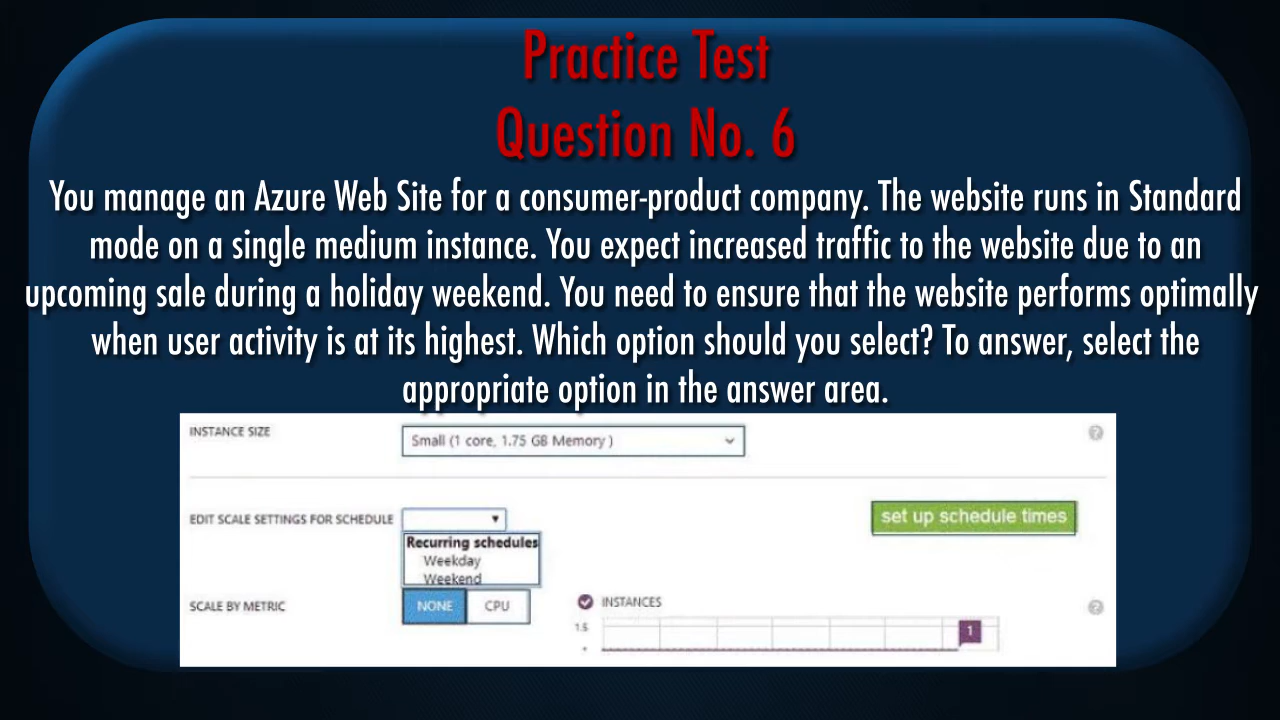 Practice Test
Question No. 6
You manage an Azure Web Site for a consumer-product company. The website runs in Standard
mode on a single medium instance. You expect increased traffic to the website due to an
upcoming sale during a holiday weekend. You need to ensure that the website performs optimally
when user activity is at its highest. Which option should you select? To answer, select the
appropriate option in the answer area.
INSTANCE SIZE
Small (1 core, 1.75 GB Memory )
EDIT SCALE SETTINGS FOR SCHEDULE
set up schedule times
Recurring schedules
Weekday
Weekend
SCALE BY METRIC
NONE CPU
INSTANCES
1.5
1